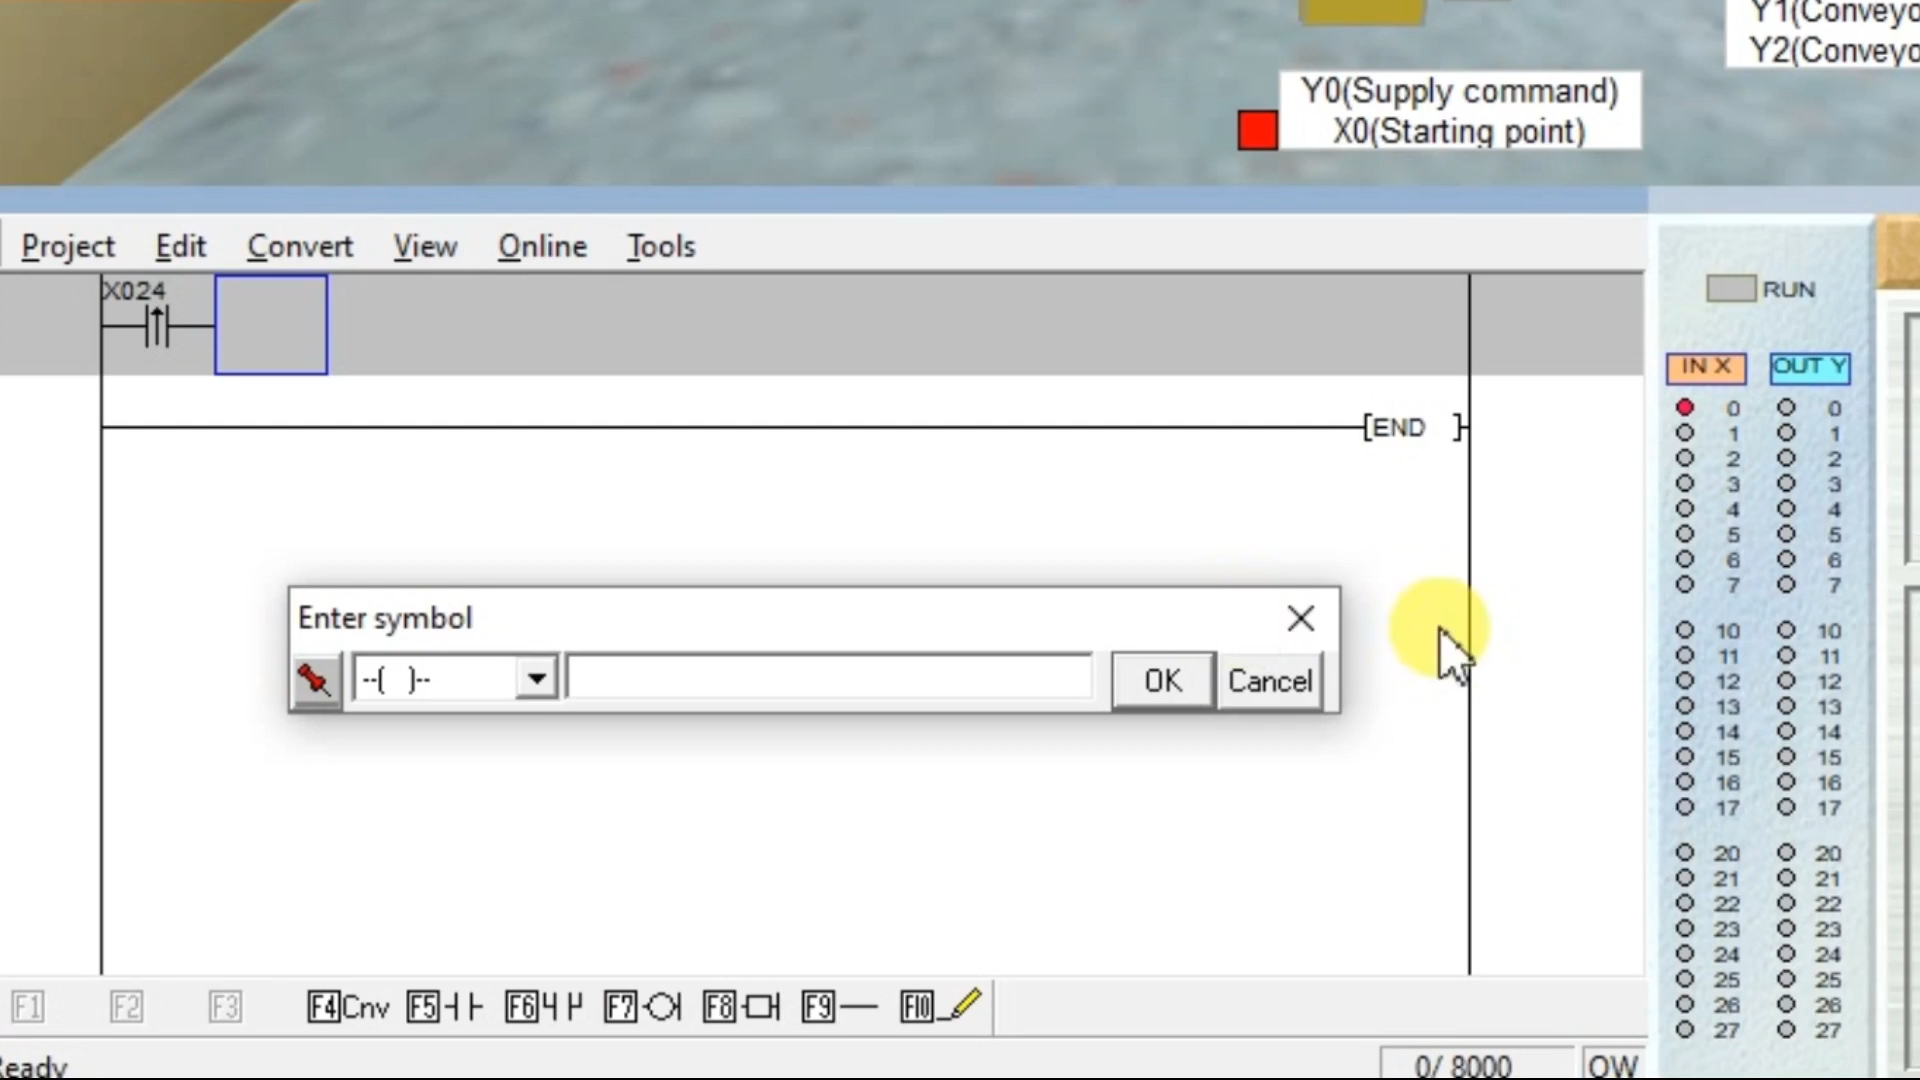 Y1(Conveyo
Y2(Conveyo
Y0(Supply command)
X0(Starting point)
Project Edit Convert View Online Tools
X024
[END ]
Enter symbol
--( )--
OK Cancel
RUN
IN X OUT Y
0 0
1 1
2 2
3 3
4 4
5 5
6 6
7 7
10 10
11 11
12 12
13 13
14 14
15 15
16 16
17 17
20 20
21 21
22 22
23 23
24 24
25 25
26 26
27 27
F1 F2 F3 F4Cnv F5 F6 F7 F8 F9 F10
Ready
0/ 8000 OW